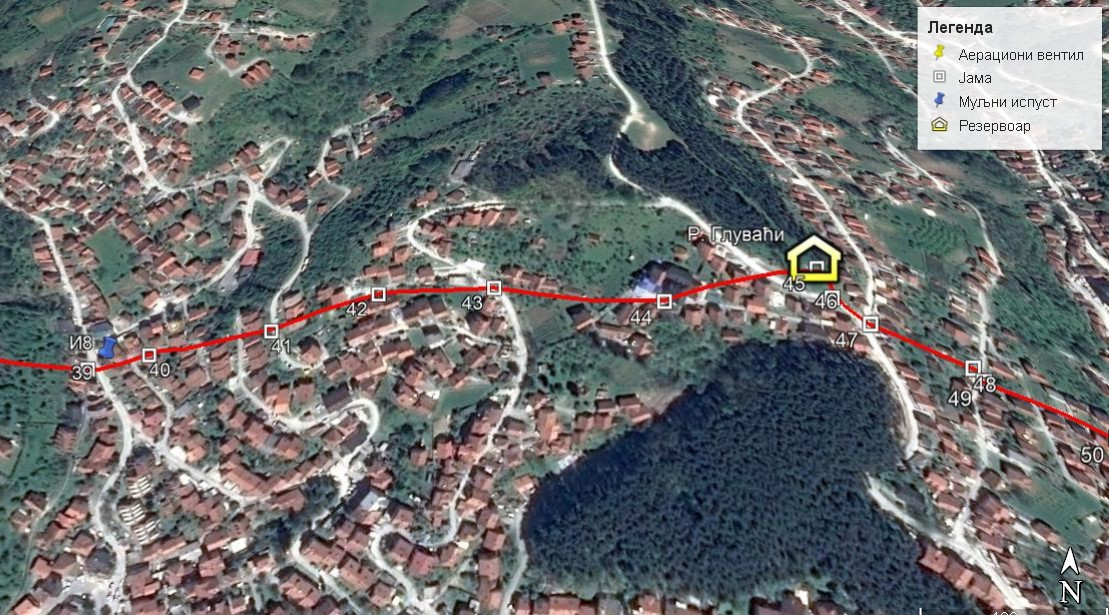 Легенда
Аерациони вентил
Јама
Муљни испуст
Резервоар
Р. Глуваћи
45
46
42
43
44
И8
41
47
39
40
49
48
50
N